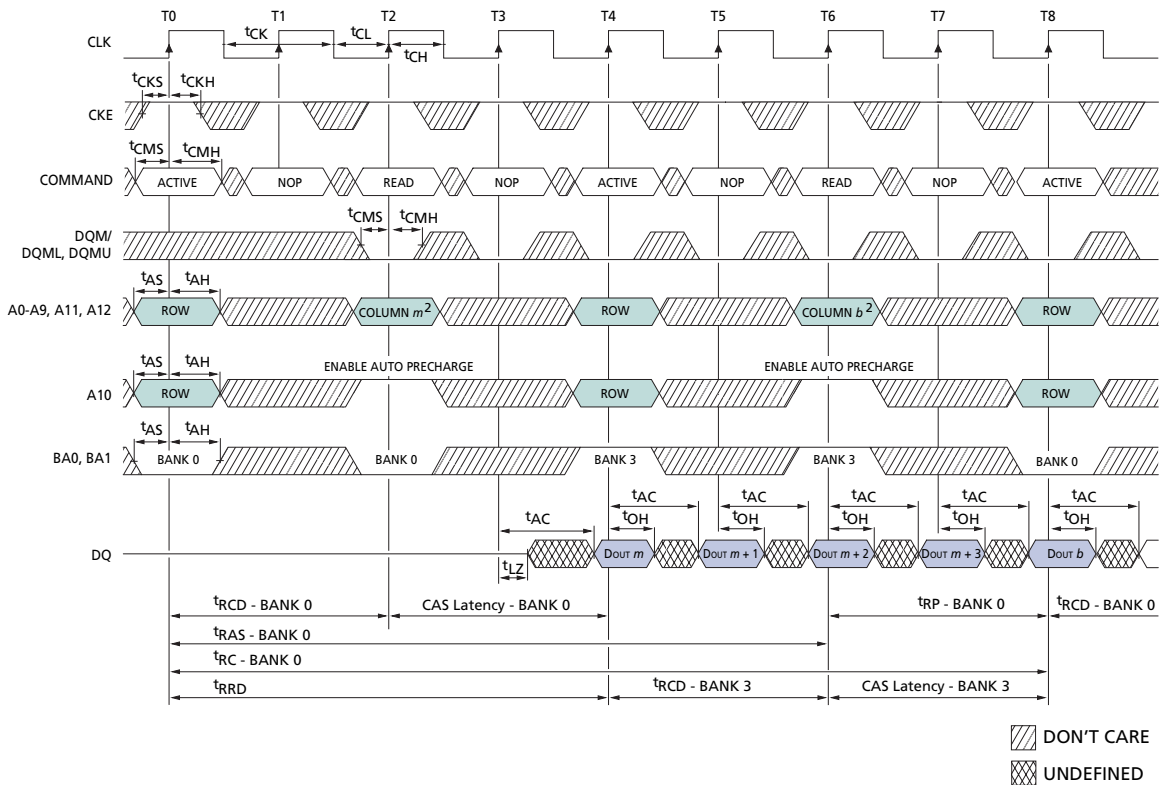 T0 T1 T2 T3 T4 T5 T6 T7 T8
CLK tCK tCL tCH
tCKS tCKH
CKE
tCMS tCMH
COMMAND ACTIVE NOP READ NOP ACTIVE NOP READ NOP ACTIVE
tCMS tCMH
DQM/
DQML, DQMU
tAS tAH
A0-A9, A11, A12 ROW COLUMN m2 ROW COLUMN b2 ROW
tAS tAH ENABLE AUTO PRECHARGE ENABLE AUTO PRECHARGE
A10 ROW ROW ROW
tAS tAH
BA0, BA1 BANK 0 BANK 0 BANK 3 BANK 3 BANK 0
tAC tAC tAC tAC tAC tAC
tOH tOH tOH tOH tOH
DQ DOUT m DOUT m + 1 DOUT m + 2 DOUT m + 3 DOUT b
tLZ
tRCD - BANK 0 CAS Latency - BANK 0 tRP - BANK 0 tRCD - BANK 0
tRAS - BANK 0
tRC - BANK 0
tRRD tRCD - BANK 3 CAS Latency - BANK 3
DON'T CARE
UNDEFINED